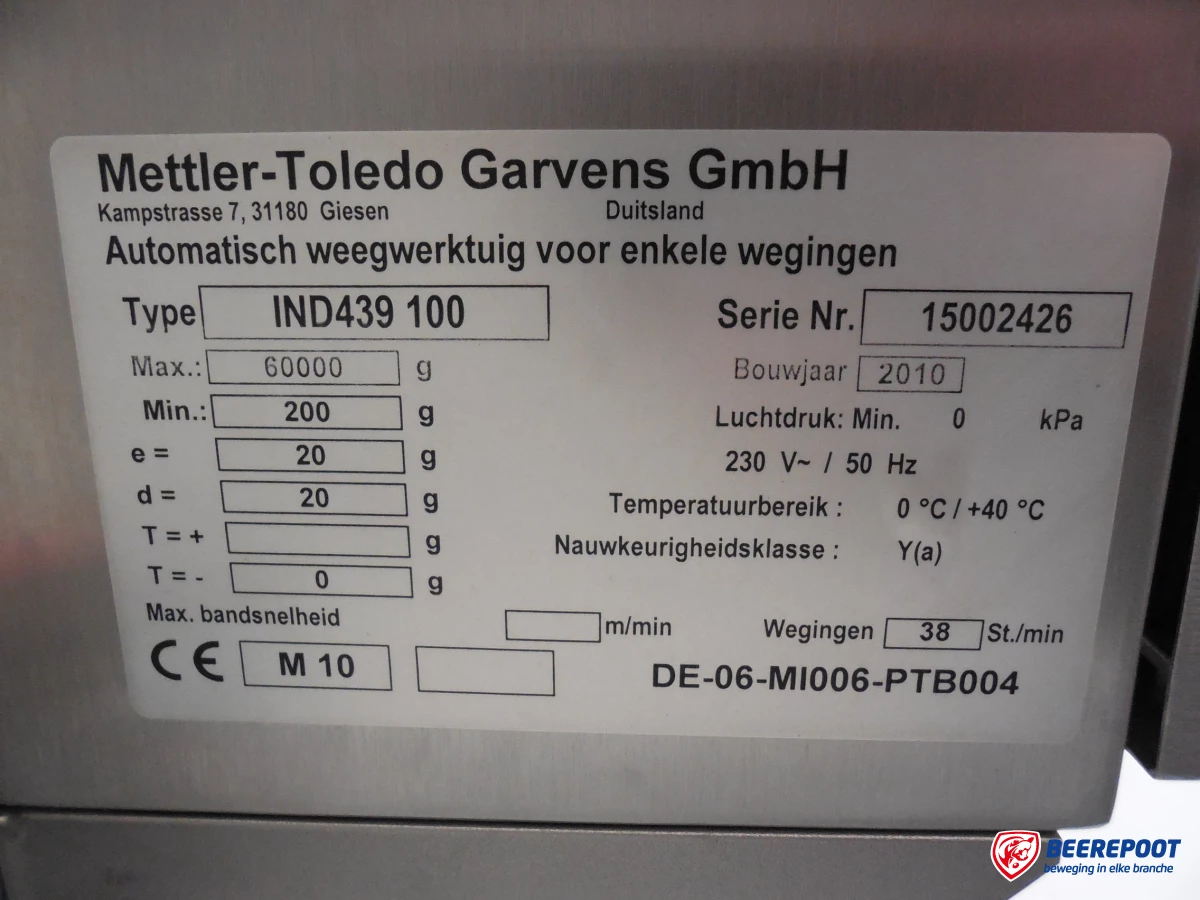 Mettler-Toledo Garvens GmbH
Kampstrasse 7, 31180 Giesen Duitsland
Automatisch weegwerktuig voor enkele wegingen
Type IND439 100 Serie Nr. 15002426
Max.: 60000 g Bouwjaar 2010
Min.: 200 g Luchtdruk: Min. 0 kPa
e = 20 g 230 V~ / 50 Hz
d = 20 g Temperatuurbereik : 0 °C / +40 °C
T = + g Nauwkeurigheidsklasse : Y(a)
T = - 0 g
Max. bandsnelheid m/min Wegingen 38 St./min
CE M 10 DE-06-MI006-PTB004
BEEREPOOT
beweging in elke branche